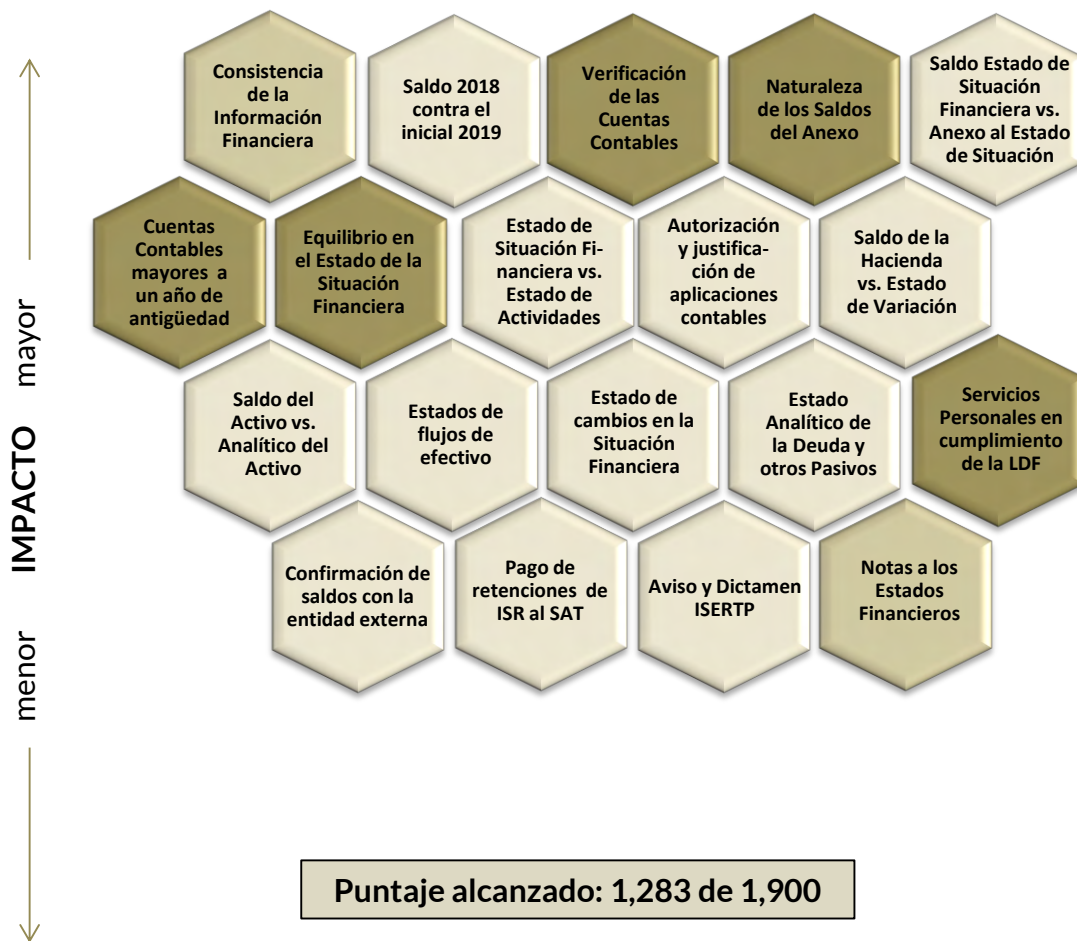 Consistencia
de la
Información
Financiera
Saldo 2018
contra el
inicial 2019
Verificación
de las
Cuentas
Contables
Naturaleza
de los Saldos
del Anexo
Saldo Estado de
Situación
Financiera vs.
Anexo al Estado
de Situación
Cuentas
Contables
mayores a
un año de
antigüedad
Equilibrio en
el Estado de la
Situación
Financiera
Estado de
Situación Fi-
nanciera vs.
Estado de
Actividades
Autorización
y justifica-
ción de
aplicaciones
contables
Saldo de la
Hacienda
vs. Estado
de Variación
Saldo del
Activo vs.
Analítico del
Activo
Estados de
flujos de
efectivo
Estado de
cambios en la
Situación
Financiera
Estado
Analítico de
la Deuda y
otros Pasivos
Servicios
Personales en
cumplimiento
de la LDF
Confirmación de
saldos con la
entidad externa
Pago de
retenciones de
ISR al SAT
Aviso y Dictamen
ISERTP
Notas a los
Estados
Financieros
menor IMPACTO mayor
Puntaje alcanzado: 1,283 de 1,900